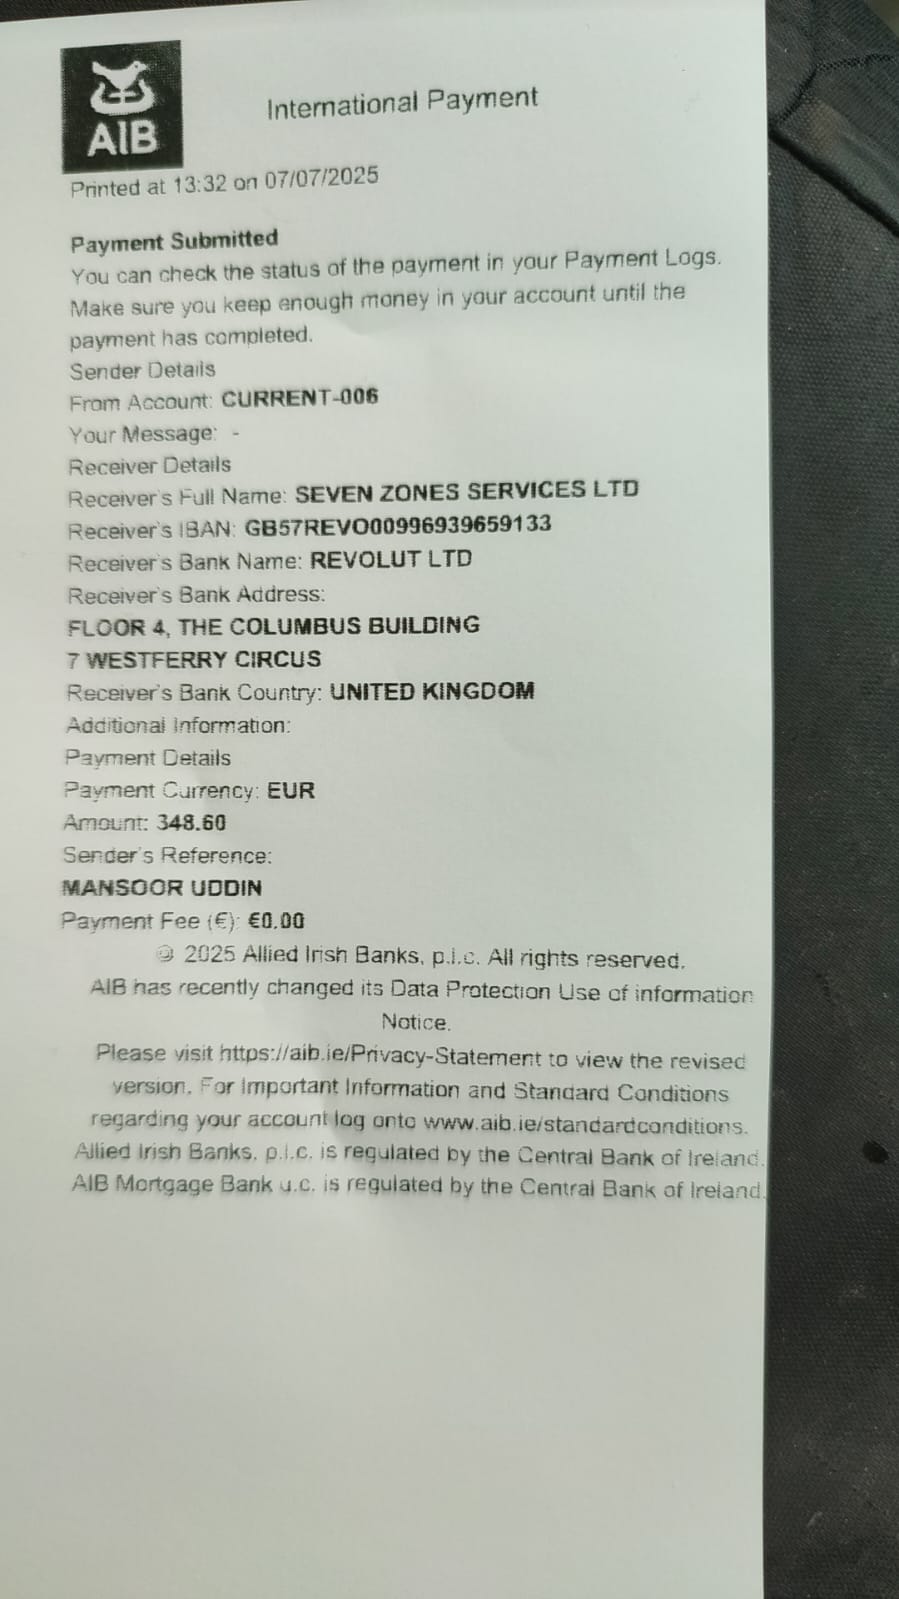 AIB
International Payment
Printed at 13:32 on 07/07/2025
Payment Submitted
You can check the status of the payment in your Payment Logs.
Make sure you keep enough money in your account until the
payment has completed.
Sender Details
From Account: CURRENT-006
Your Message: -
Receiver Details
Receiver's Full Name: SEVEN ZONES SERVICES LTD
Receiver's IBAN: GB57REVO00996939659133
Receiver's Bank Name: REVOLUT LTD
Receiver's Bank Address:
FLOOR 4, THE COLUMBUS BUILDING
7 WESTFERRY CIRCUS
Receiver's Bank Country: UNITED KINGDOM
Additional Information:
Payment Details
Payment Currency: EUR
Amount: 348.60
Sender's Reference:
MANSOOR UDDIN
Payment Fee (€): €0.00
© 2025 Allied Irish Banks, p.l.c. All rights reserved.
AIB has recently changed its Data Protection Use of information
Notice.
Please visit https://aib.ie/Privacy-Statement to view the revised
version. For Important Information and Standard Conditions
regarding your account log onto www.aib.ie/standardconditions.
Allied Irish Banks, p.l.c. is regulated by the Central Bank of Ireland.
AIB Mortgage Bank u.c. is regulated by the Central Bank of Ireland.